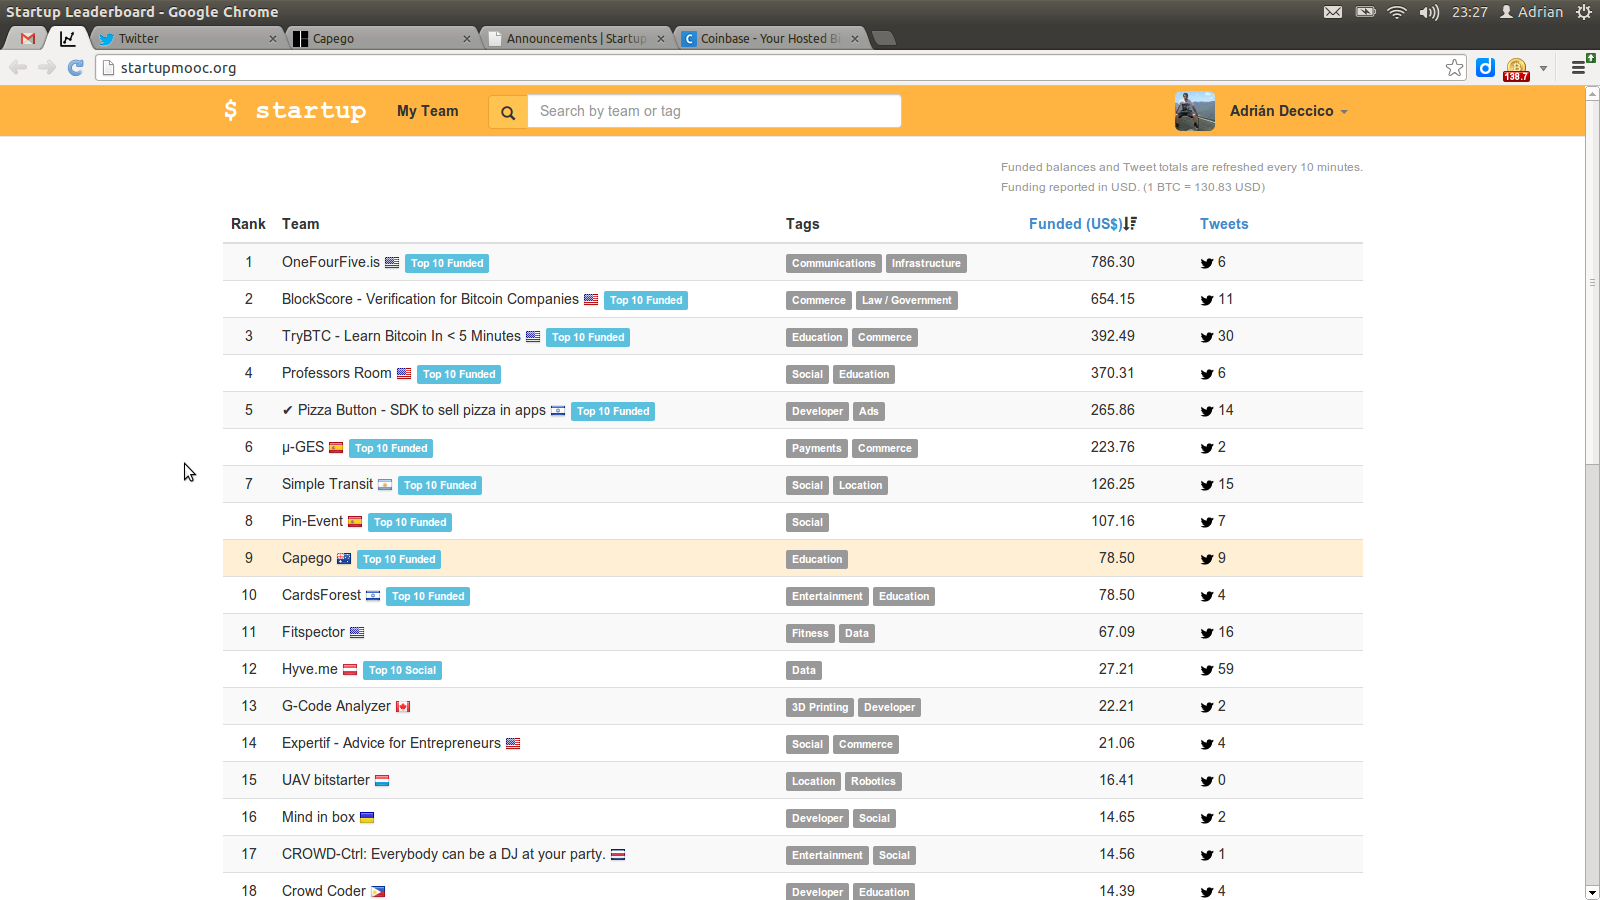 Startup Leaderboard - Google Chrome
23:27 Adrian
Twitter
Capego
Announcements | Startup
Coinbase - Your Hosted Bi
startupmooc.org
138.7
$ startup
My Team
Search by team or tag
Adrián Deccico
Funded balances and Tweet totals are refreshed every 10 minutes.
Funding reported in USD. (1 BTC = 130.83 USD)
Rank Team Tags Funded (US$) Tweets
1 OneFourFive.is Top 10 Funded Communications Infrastructure 786.30 6
2 BlockScore - Verification for Bitcoin Companies Top 10 Funded Commerce Law / Government 654.15 11
3 TryBTC - Learn Bitcoin In < 5 Minutes Top 10 Funded Education Commerce 392.49 30
4 Professors Room Top 10 Funded Social Education 370.31 6
5 ✔ Pizza Button - SDK to sell pizza in apps Top 10 Funded Developer Ads 265.86 14
6 µ-GES Top 10 Funded Payments Commerce 223.76 2
7 Simple Transit Top 10 Funded Social Location 126.25 15
8 Pin-Event Top 10 Funded Social 107.16 7
9 Capego Top 10 Funded Education 78.50 9
10 CardsForest Top 10 Funded Entertainment Education 78.50 4
11 Fitspector Fitness Data 67.09 16
12 Hyve.me Top 10 Social Data 27.21 59
13 G-Code Analyzer 3D Printing Developer 22.21 2
14 Expertif - Advice for Entrepreneurs Social Commerce 21.06 4
15 UAV bitstarter Location Robotics 16.41 0
16 Mind in box Developer Social 14.65 2
17 CROWD-Ctrl: Everybody can be a DJ at your party. Entertainment Social 14.56 1
18 Crowd Coder Developer Education 14.39 4